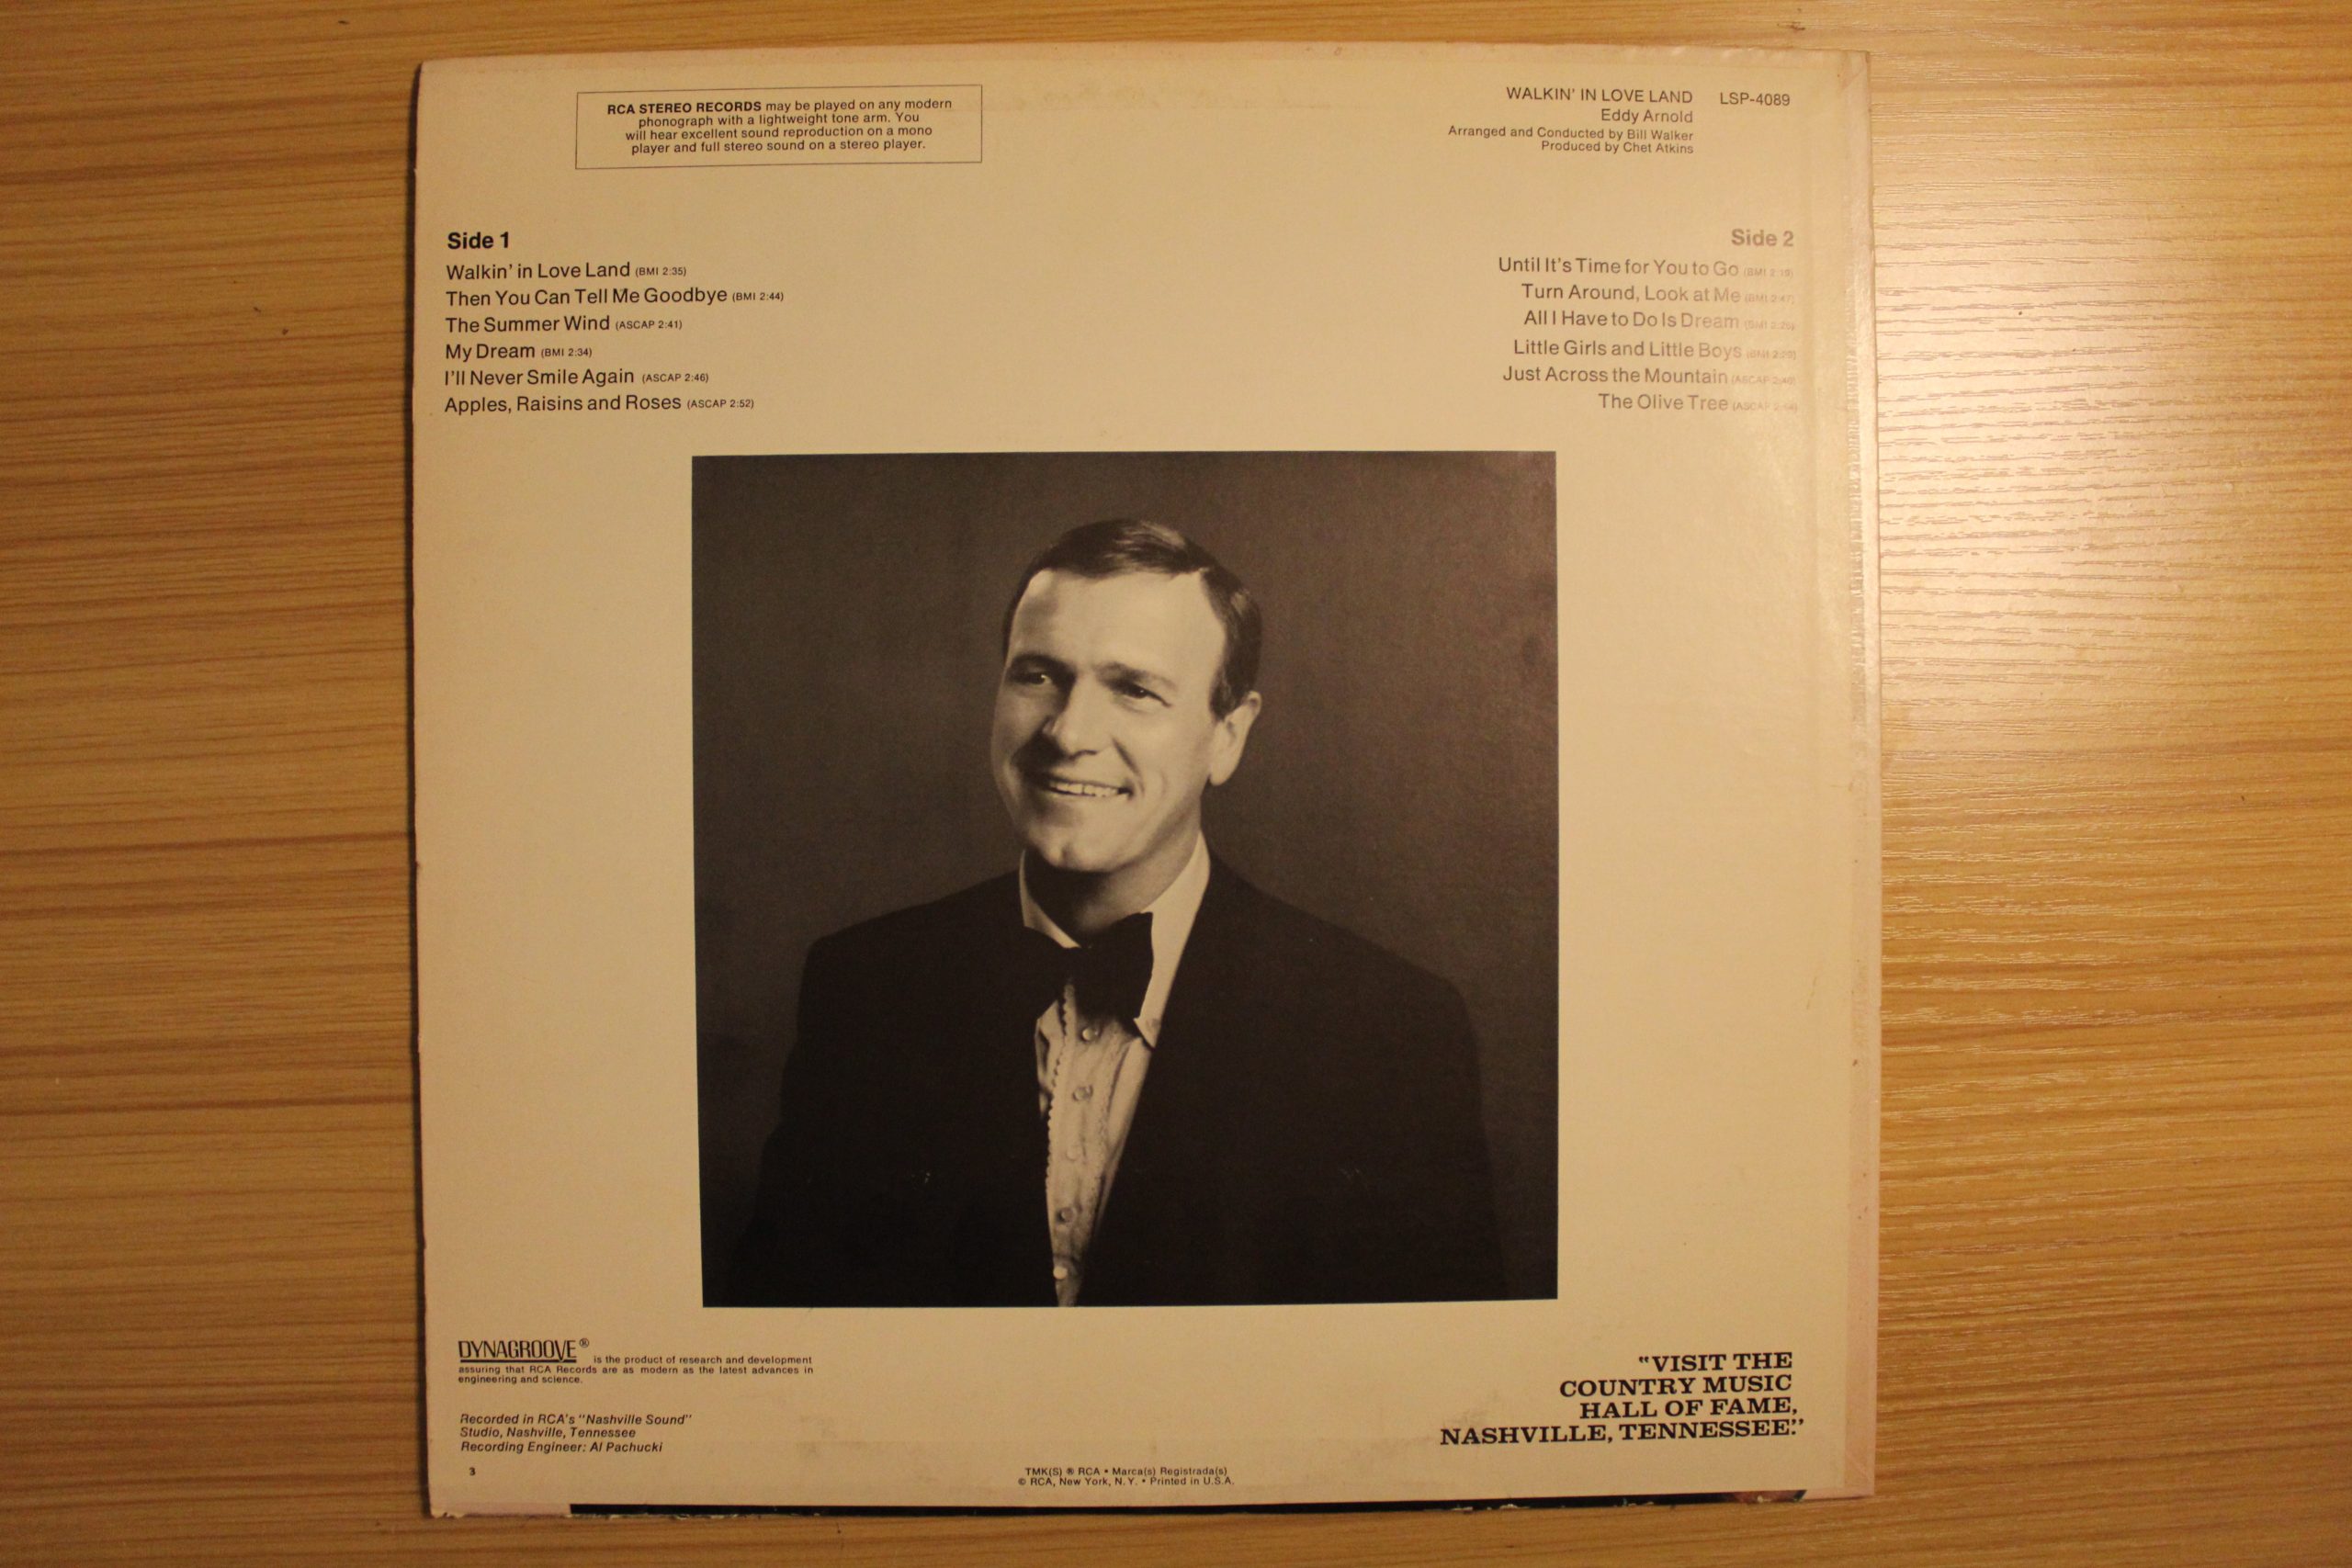 RCA STEREO RECORDS may be played on any modern
phonograph with a lightweight tone arm. You
will hear excellent sound reproduction on a mono
player and full stereo sound on a stereo player.
WALKIN' IN LOVE LAND LSP-4089
Eddy Arnold
Arranged and Conducted by Bill Walker
Produced by Chet Atkins
Side 1
Walkin' in Love Land (BMI 2:35)
Then You Can Tell Me Goodbye (BMI 2:44)
The Summer Wind (ASCAP 2:41)
My Dream (BMI 2:34)
I'll Never Smile Again (ASCAP 2:46)
Apples, Raisins and Roses (ASCAP 2:52)
Side 2
Until It's Time for You to Go (BMI
Turn Around, Look at Me (BMI
All I Have to Do Is Dream (BMI
Little Girls and Little Boys (BMI
Just Across the Mountain (ASCAP
The Olive Tree (ASCAP
DYNAGROOVE® is the product of research and development
assuring that RCA Records are as modern as the latest advances in
engineering and science.
Recorded in RCA's "Nashville Sound"
Studio, Nashville, Tennessee
Recording Engineer: Al Pachucki
3
TMK(S) ® RCA • Marca(s) Registrada(s)
© RCA, New York, N.Y. • Printed in U.S.A.
"VISIT THE
COUNTRY MUSIC
HALL OF FAME,
NASHVILLE, TENNESSEE."